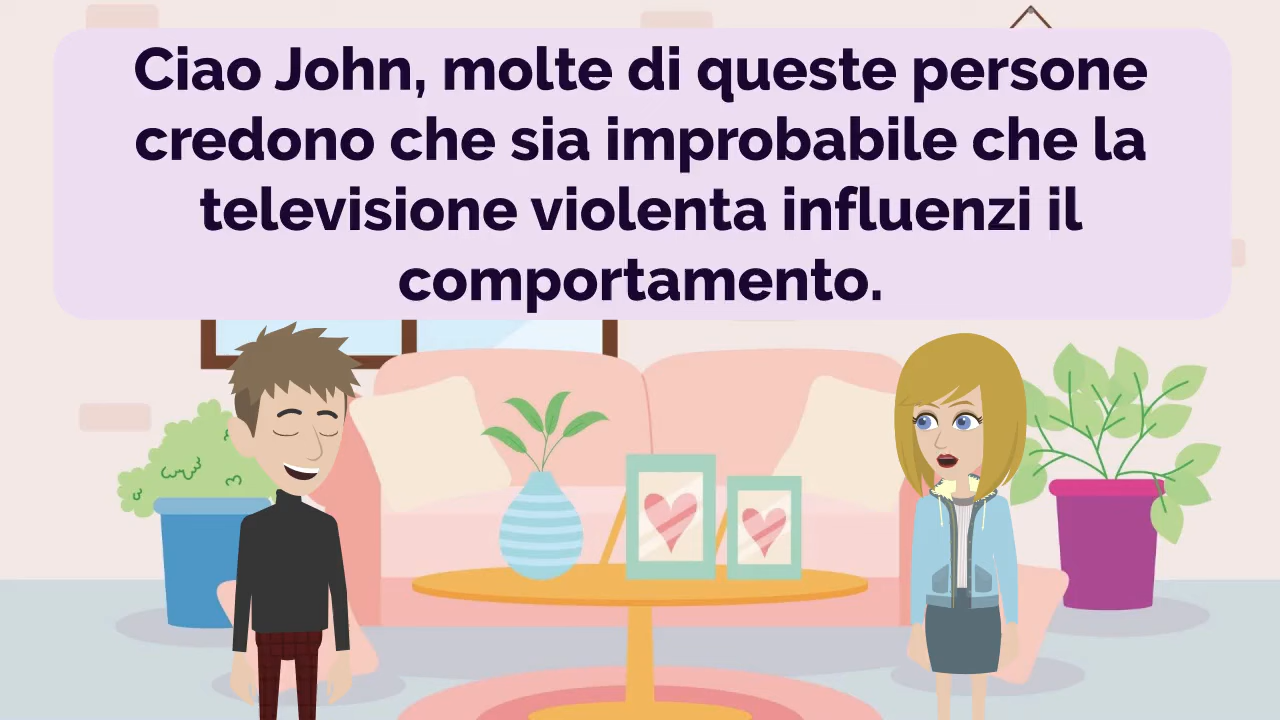 Ciao John, molte di queste persone
credono che sia improbabile che la
televisione violenta influenzi il
comportamento.